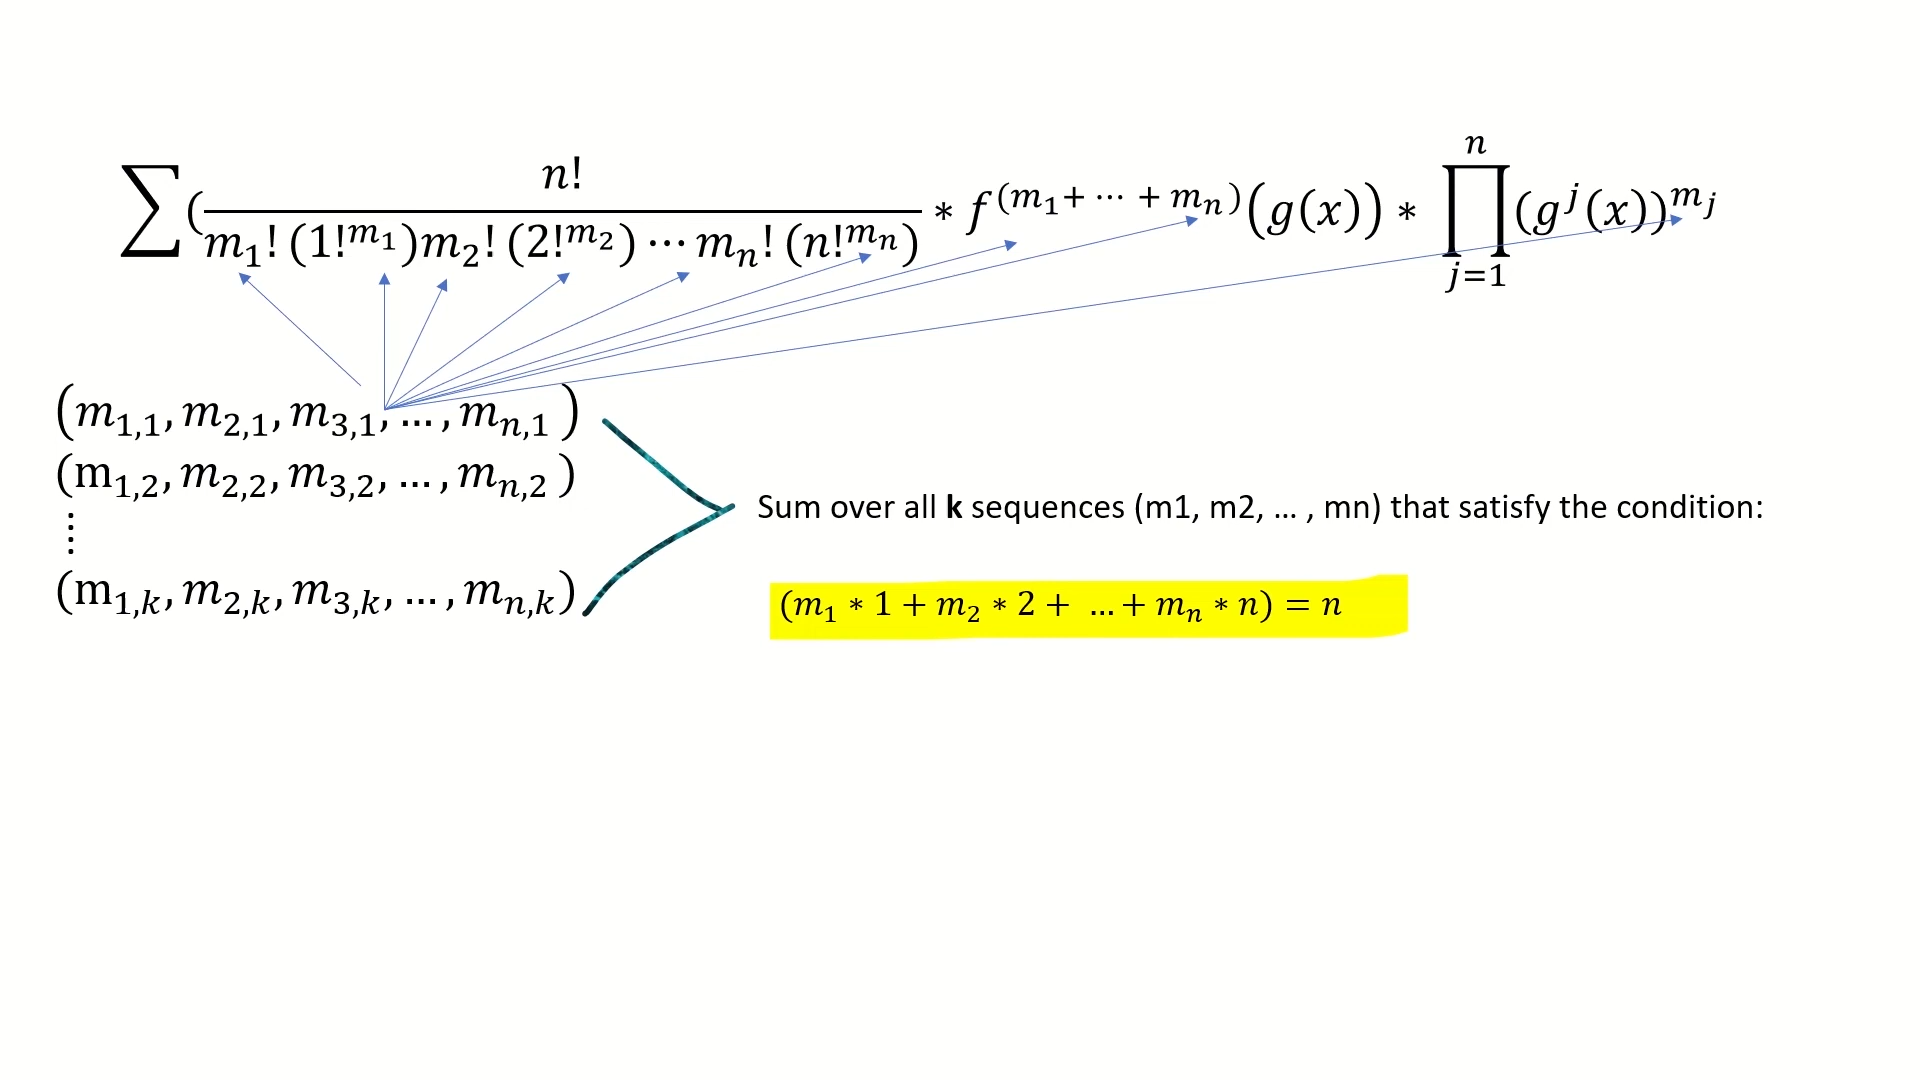 ∑(n!/(m₁!(1!^m₁)m₂!(2!^m₂)⋯mₙ!(n!^mₙ)) * f^(m₁+⋯+mₙ)(g(x)) * ∏_{j=1}^{n}(g^j(x))^{m_j}
(m₁,₁, m₂,₁, m₃,₁, ..., mₙ,₁)
(m₁,₂, m₂,₂, m₃,₂, ..., mₙ,₂)
⋮
(m₁,ₖ, m₂,ₖ, m₃,ₖ, ..., mₙ,ₖ)
Sum over all k sequences (m1, m2, ... , mn) that satisfy the condition:
(m₁ * 1 + m₂ * 2 + ... + mₙ * n) = n